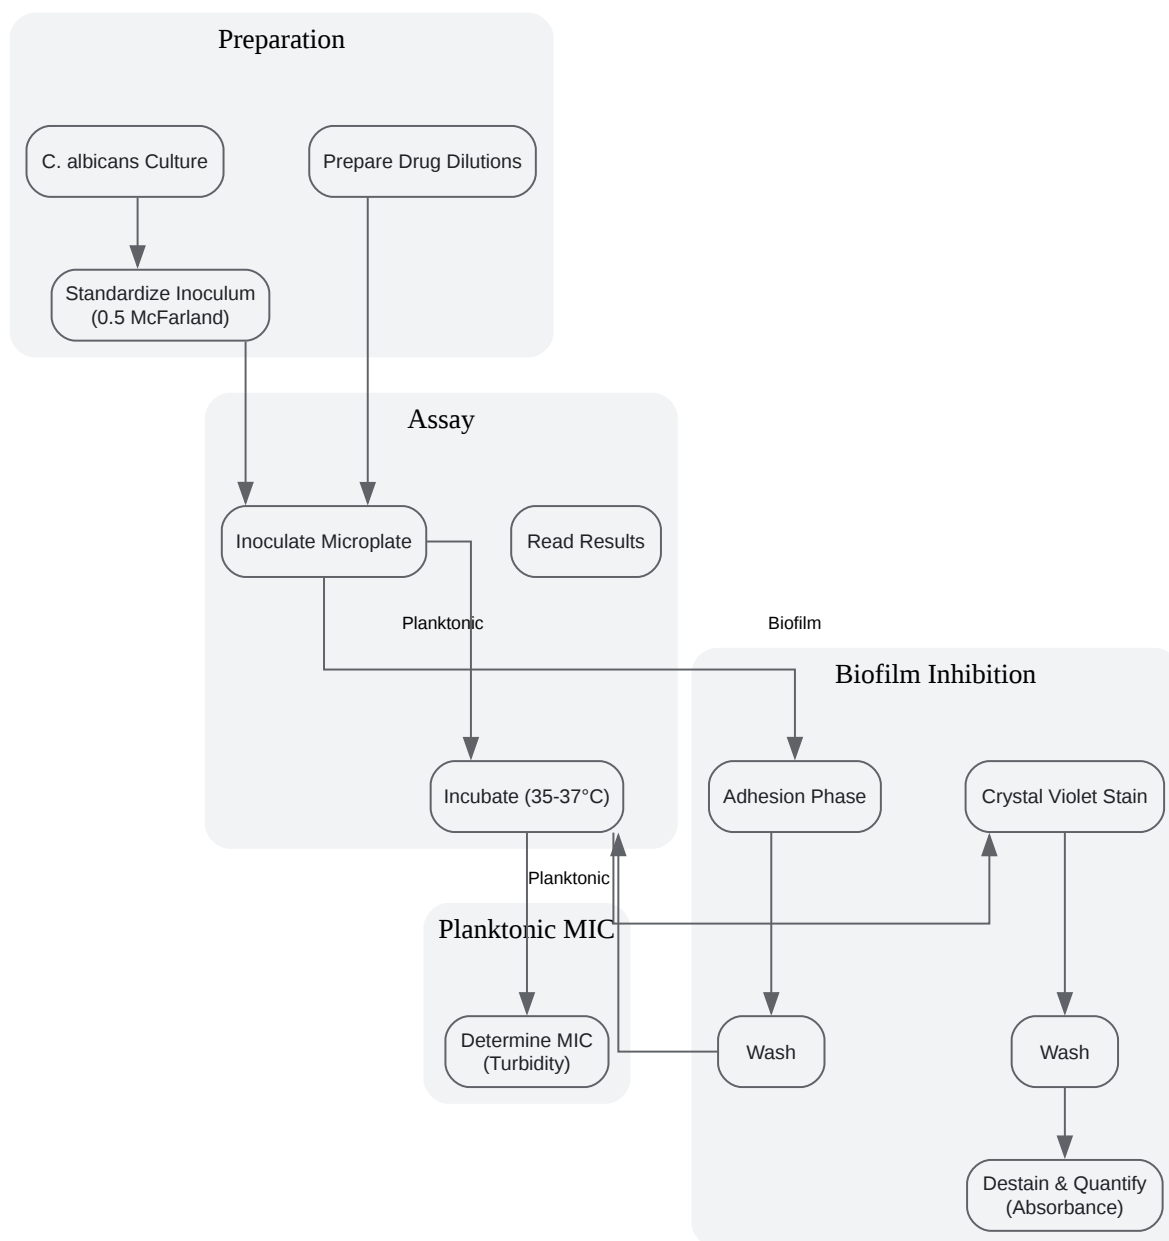 Preparation
C. albicans Culture
Prepare Drug Dilutions
Standardize Inoculum
(0.5 McFarland)
Assay
Inoculate Microplate
Read Results
Planktonic
Biofilm
Biofilm Inhibition
Incubate (35-37°C)
Adhesion Phase
Crystal Violet Stain
Planktonic
Planktonic MIC
Determine MIC
(Turbidity)
Wash
Wash
Destain & Quantify
(Absorbance)